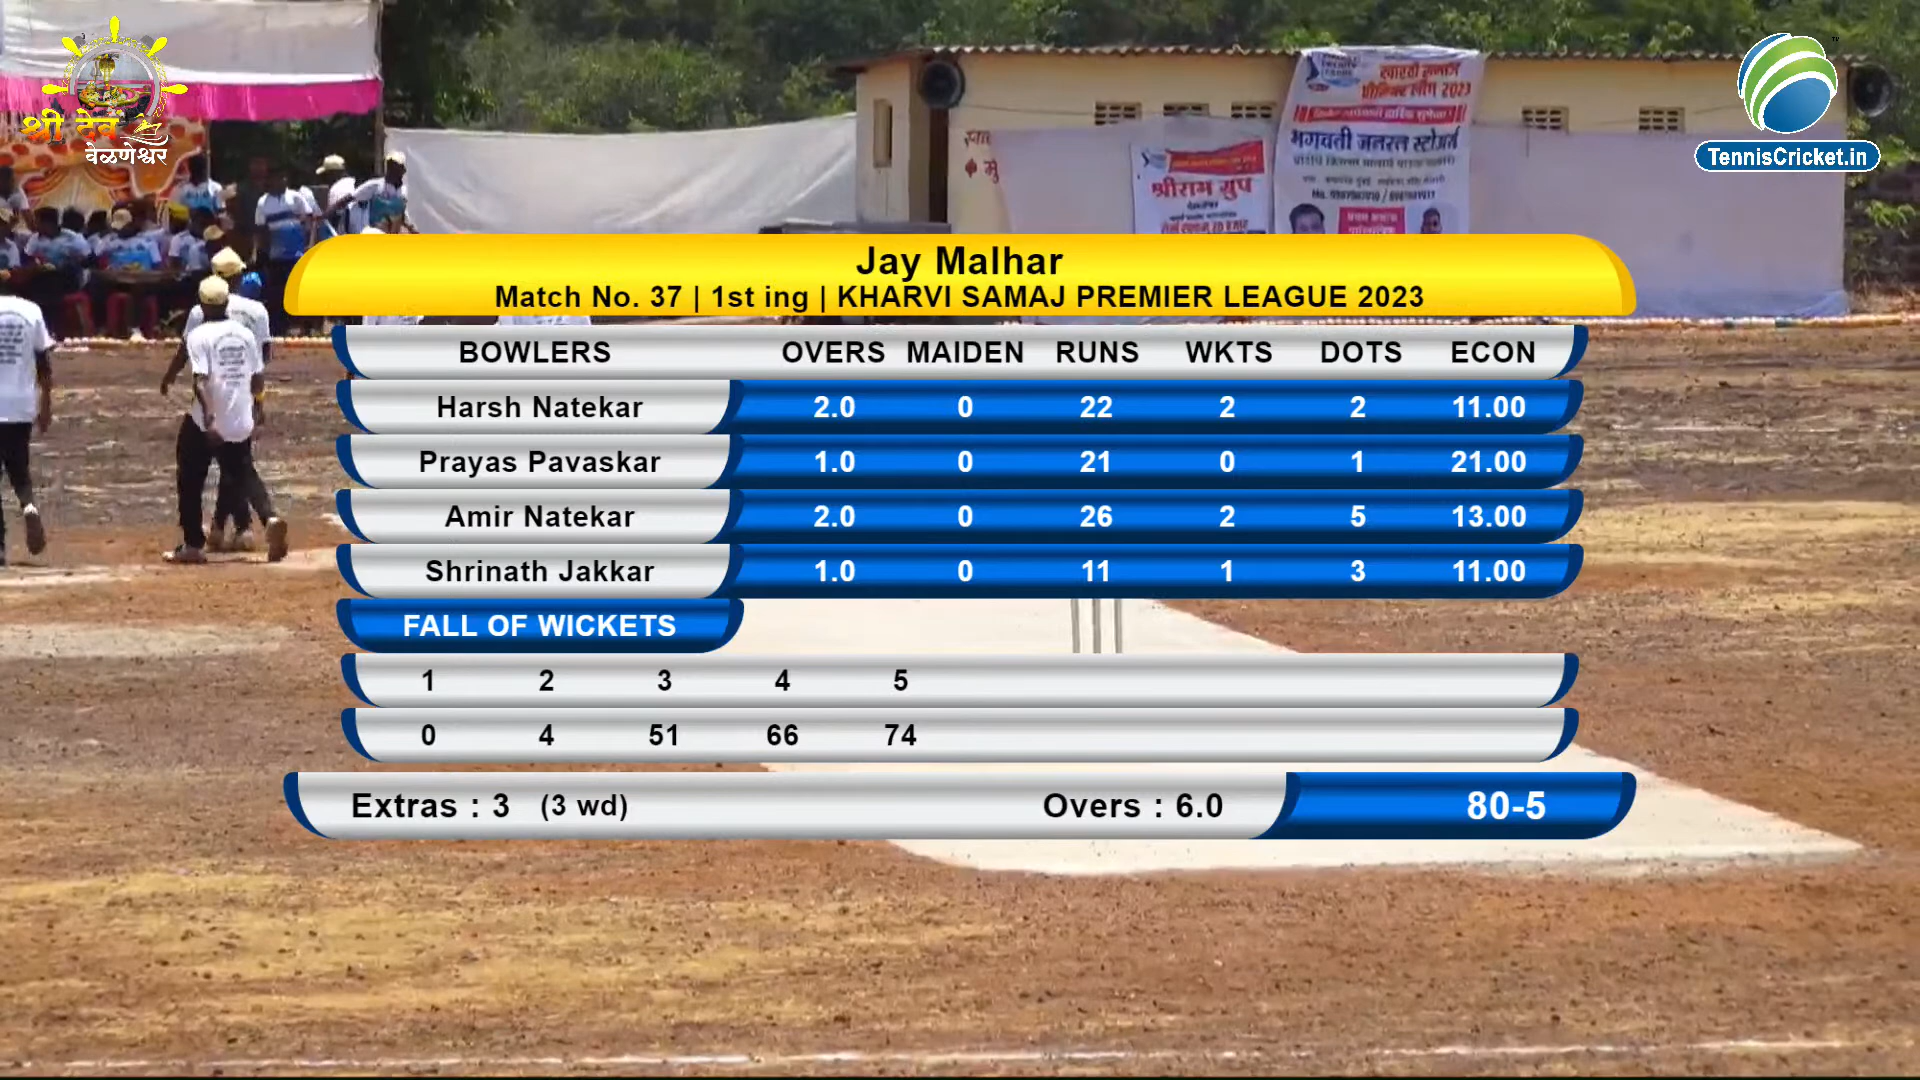 श्री देव
वेळणेश्वर
TennisCricket.in
खारवी समाज
प्रीमियर लीग 2023
भगवती जनरल स्टोअर्स
श्रीराम ग्रुप
Jay Malhar
Match No. 37 | 1st ing | KHARVI SAMAJ PREMIER LEAGUE 2023
BOWLERS OVERS MAIDEN RUNS WKTS DOTS ECON
Harsh Natekar 2.0 0 22 2 2 11.00
Prayas Pavaskar 1.0 0 21 0 1 21.00
Amir Natekar 2.0 0 26 2 5 13.00
Shrinath Jakkar 1.0 0 11 1 3 11.00
FALL OF WICKETS
1 2 3 4 5
0 4 51 66 74
Extras : 3 (3 wd) Overs : 6.0 80-5